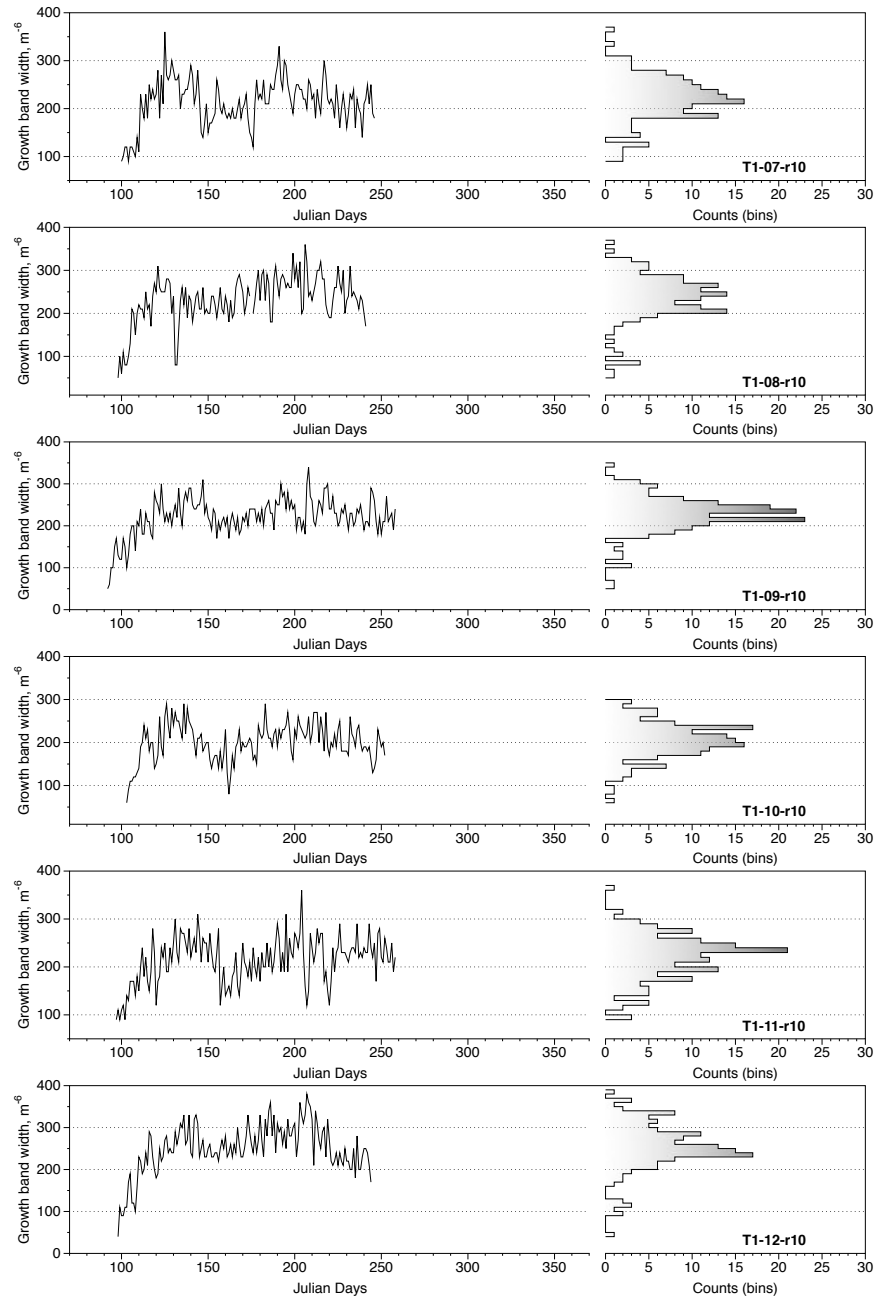 Growth band width, m-6
400
300
200
100
T1-07-r10
100 150 200 250 300 350 0 5 10 15 20 25 30
Julian Days Counts (bins)
Growth band width, m-6
400
300
200
100
T1-08-r10
100 150 200 250 300 350 0 5 10 15 20 25 30
Julian Days Counts (bins)
Growth band width, m-6
400
300
200
100
0
T1-09-r10
100 150 200 250 300 350 0 5 10 15 20 25 30
Julian Days Counts (bins)
Growth band width, m-6
400
300
200
100
0
T1-10-r10
100 150 200 250 300 350 0 5 10 15 20 25 30
Julian Days Counts (bins)
Growth band width, m-6
400
300
200
100
T1-11-r10
100 150 200 250 300 350 0 5 10 15 20 25 30
Julian Days Counts (bins)
Growth band width, m-6
400
300
200
100
0
T1-12-r10
100 150 200 250 300 350 0 5 10 15 20 25 30
Julian Days Counts (bins)